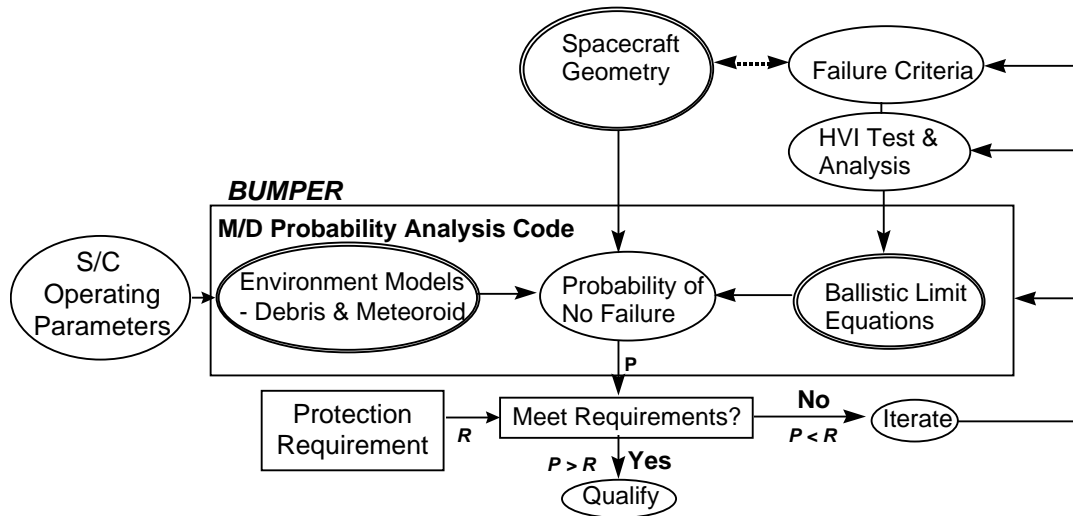 Spacecraft
Geometry
Failure Criteria
HVI Test &
Analysis
BUMPER
M/D Probability Analysis Code
S/C
Operating
Parameters
Environment Models
- Debris & Meteoroid
Probability of
No Failure
Ballistic Limit
Equations
P
Protection
Requirement
R
Meet Requirements?
No
P < R
Iterate
P > R
Yes
Qualify